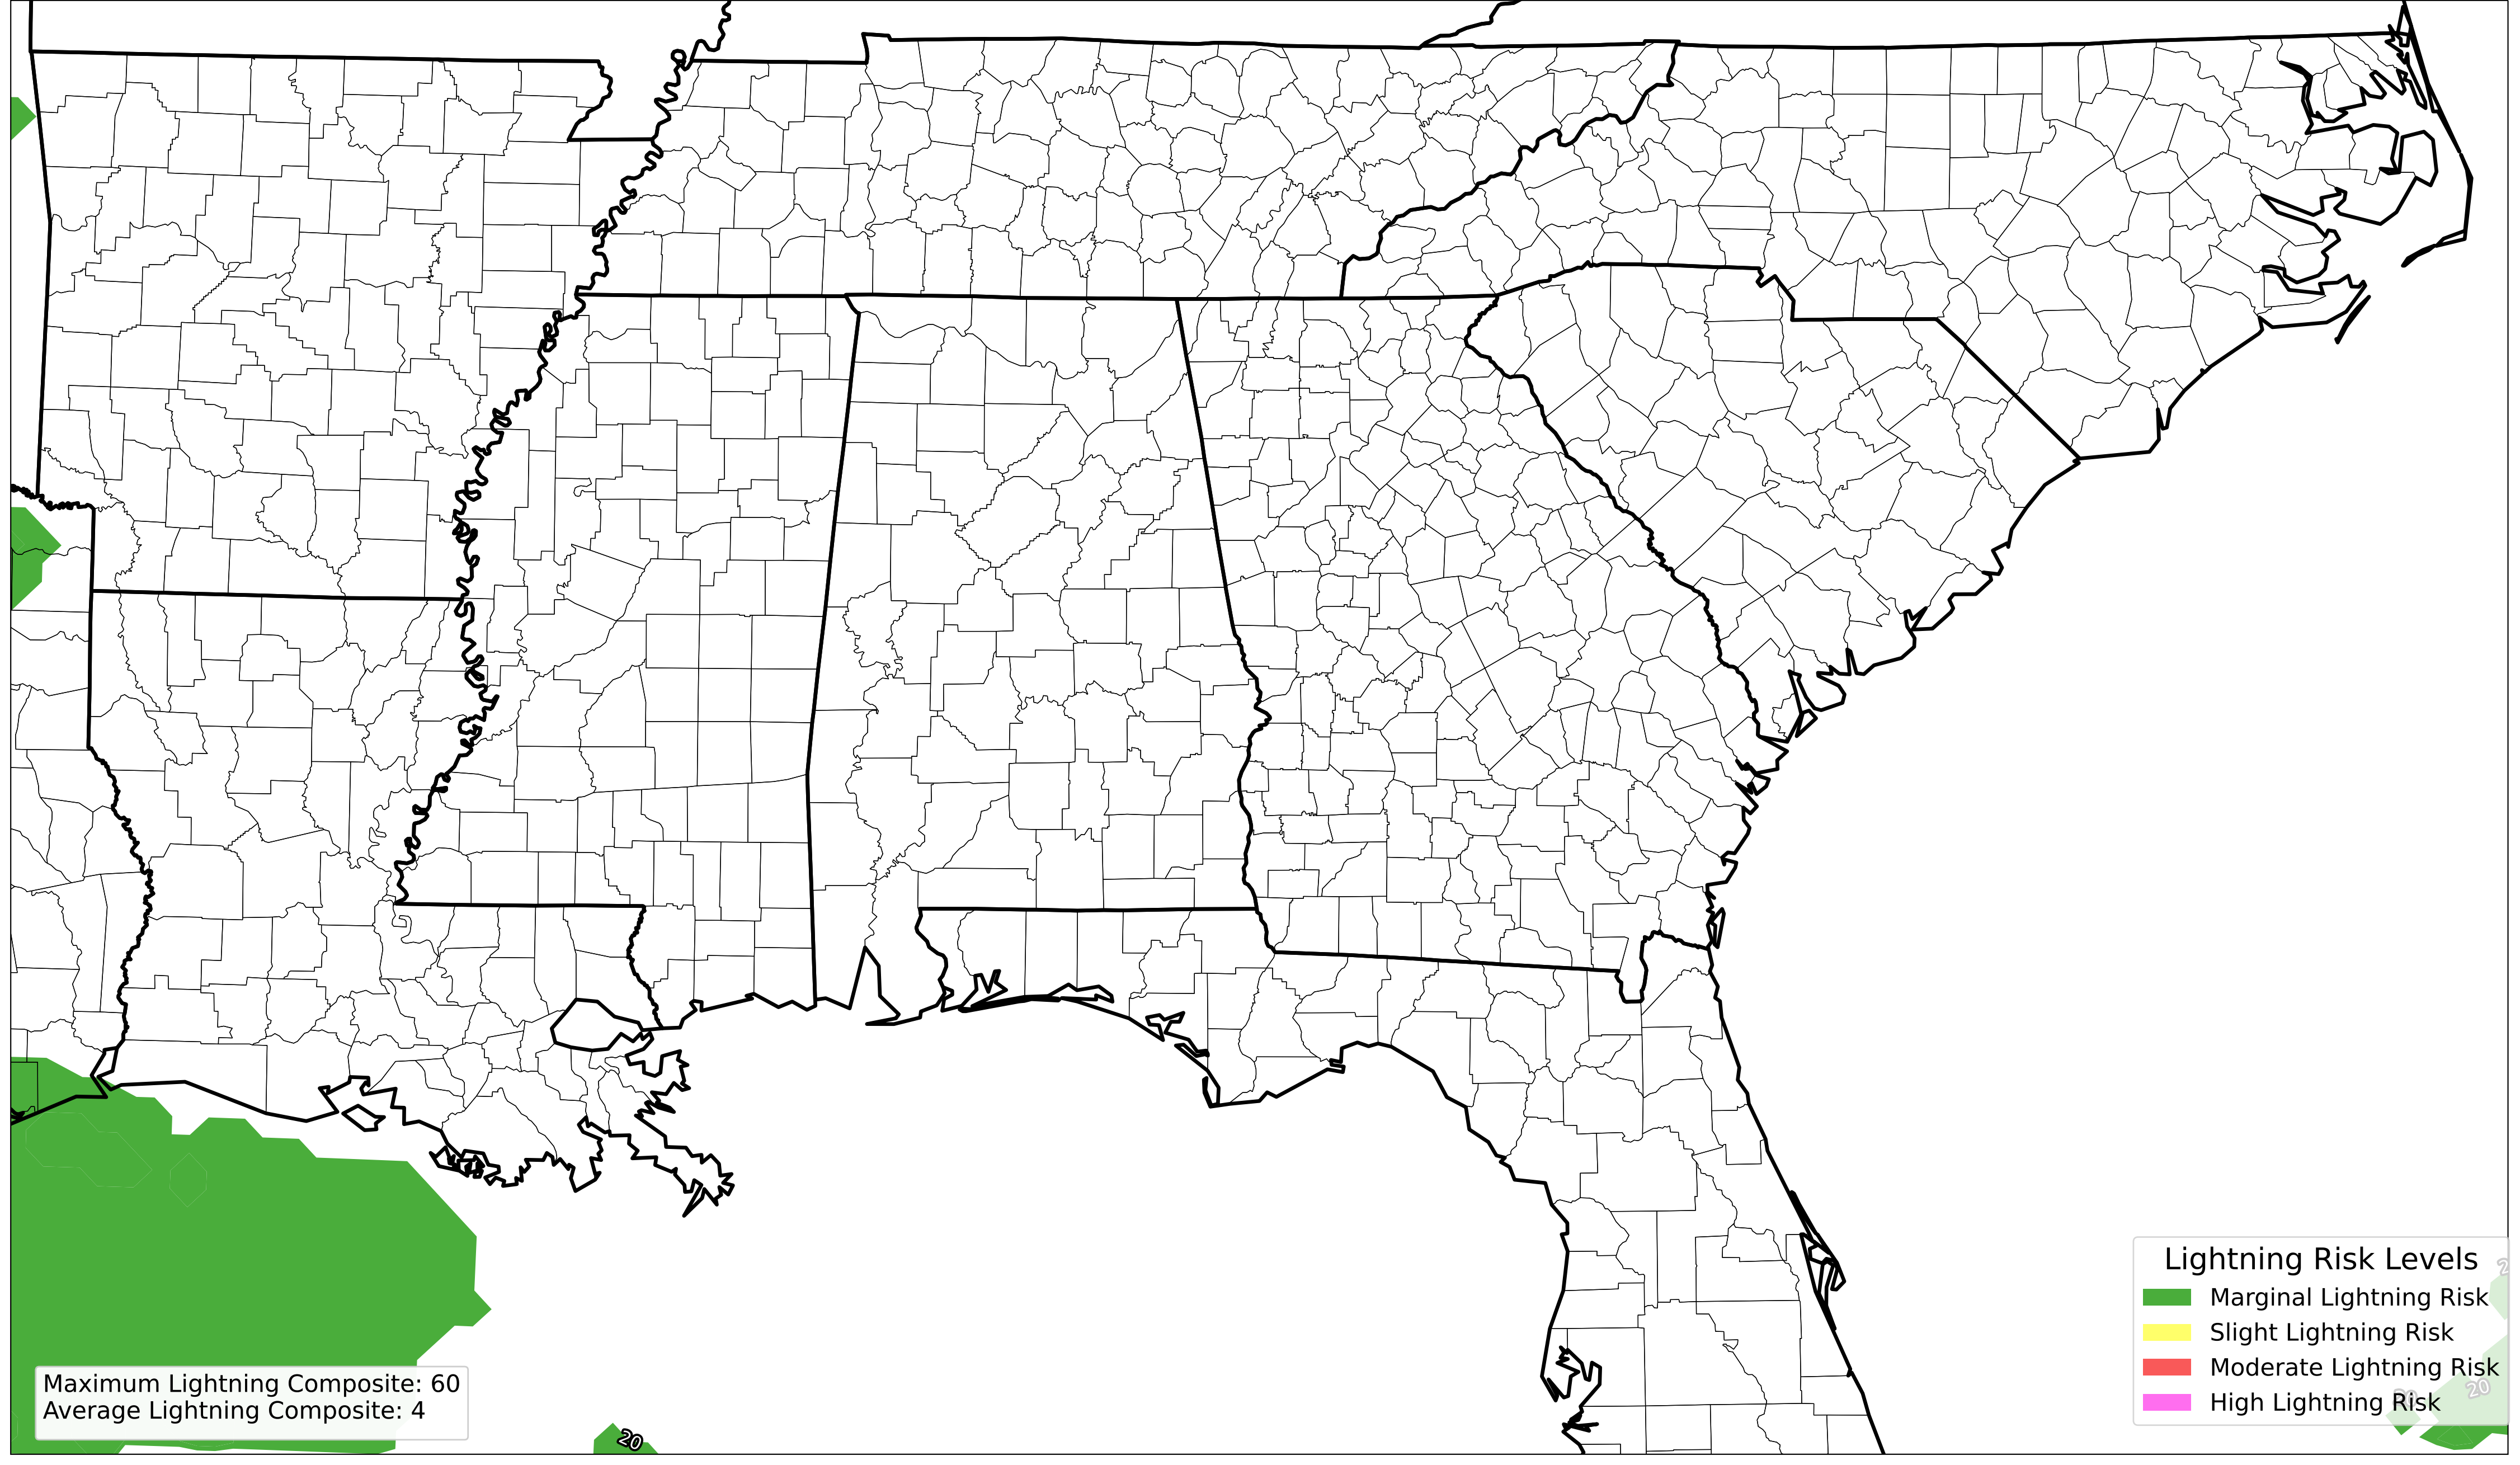 Lightning Risk Levels
Marginal Lightning Risk
Slight Lightning Risk
Moderate Lightning Risk
High Lightning Risk
20
Maximum Lightning Composite: 60
Average Lightning Composite: 4
20